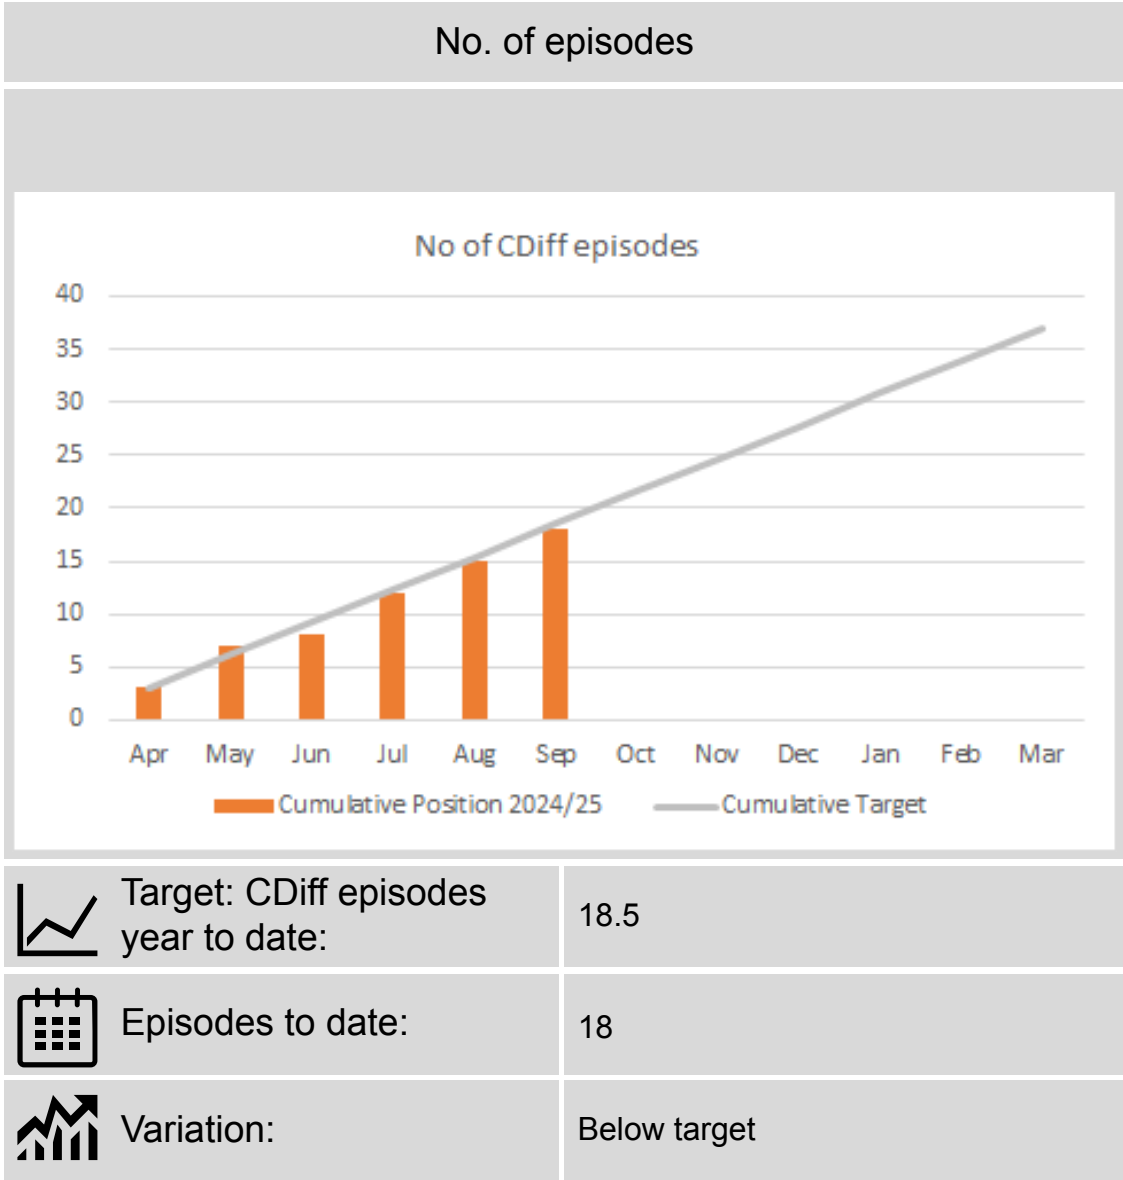 No. of episodes
No of CDiff episodes
40
35
30
25
20
15
10
5
0
Apr May Jun Jul Aug Sep Oct Nov Dec Jan Feb Mar
Cumulative Position 2024/25 Cumulative Target
Target: CDiff episodes
year to date:
18.5
Episodes to date:
18
Variation:
Below target